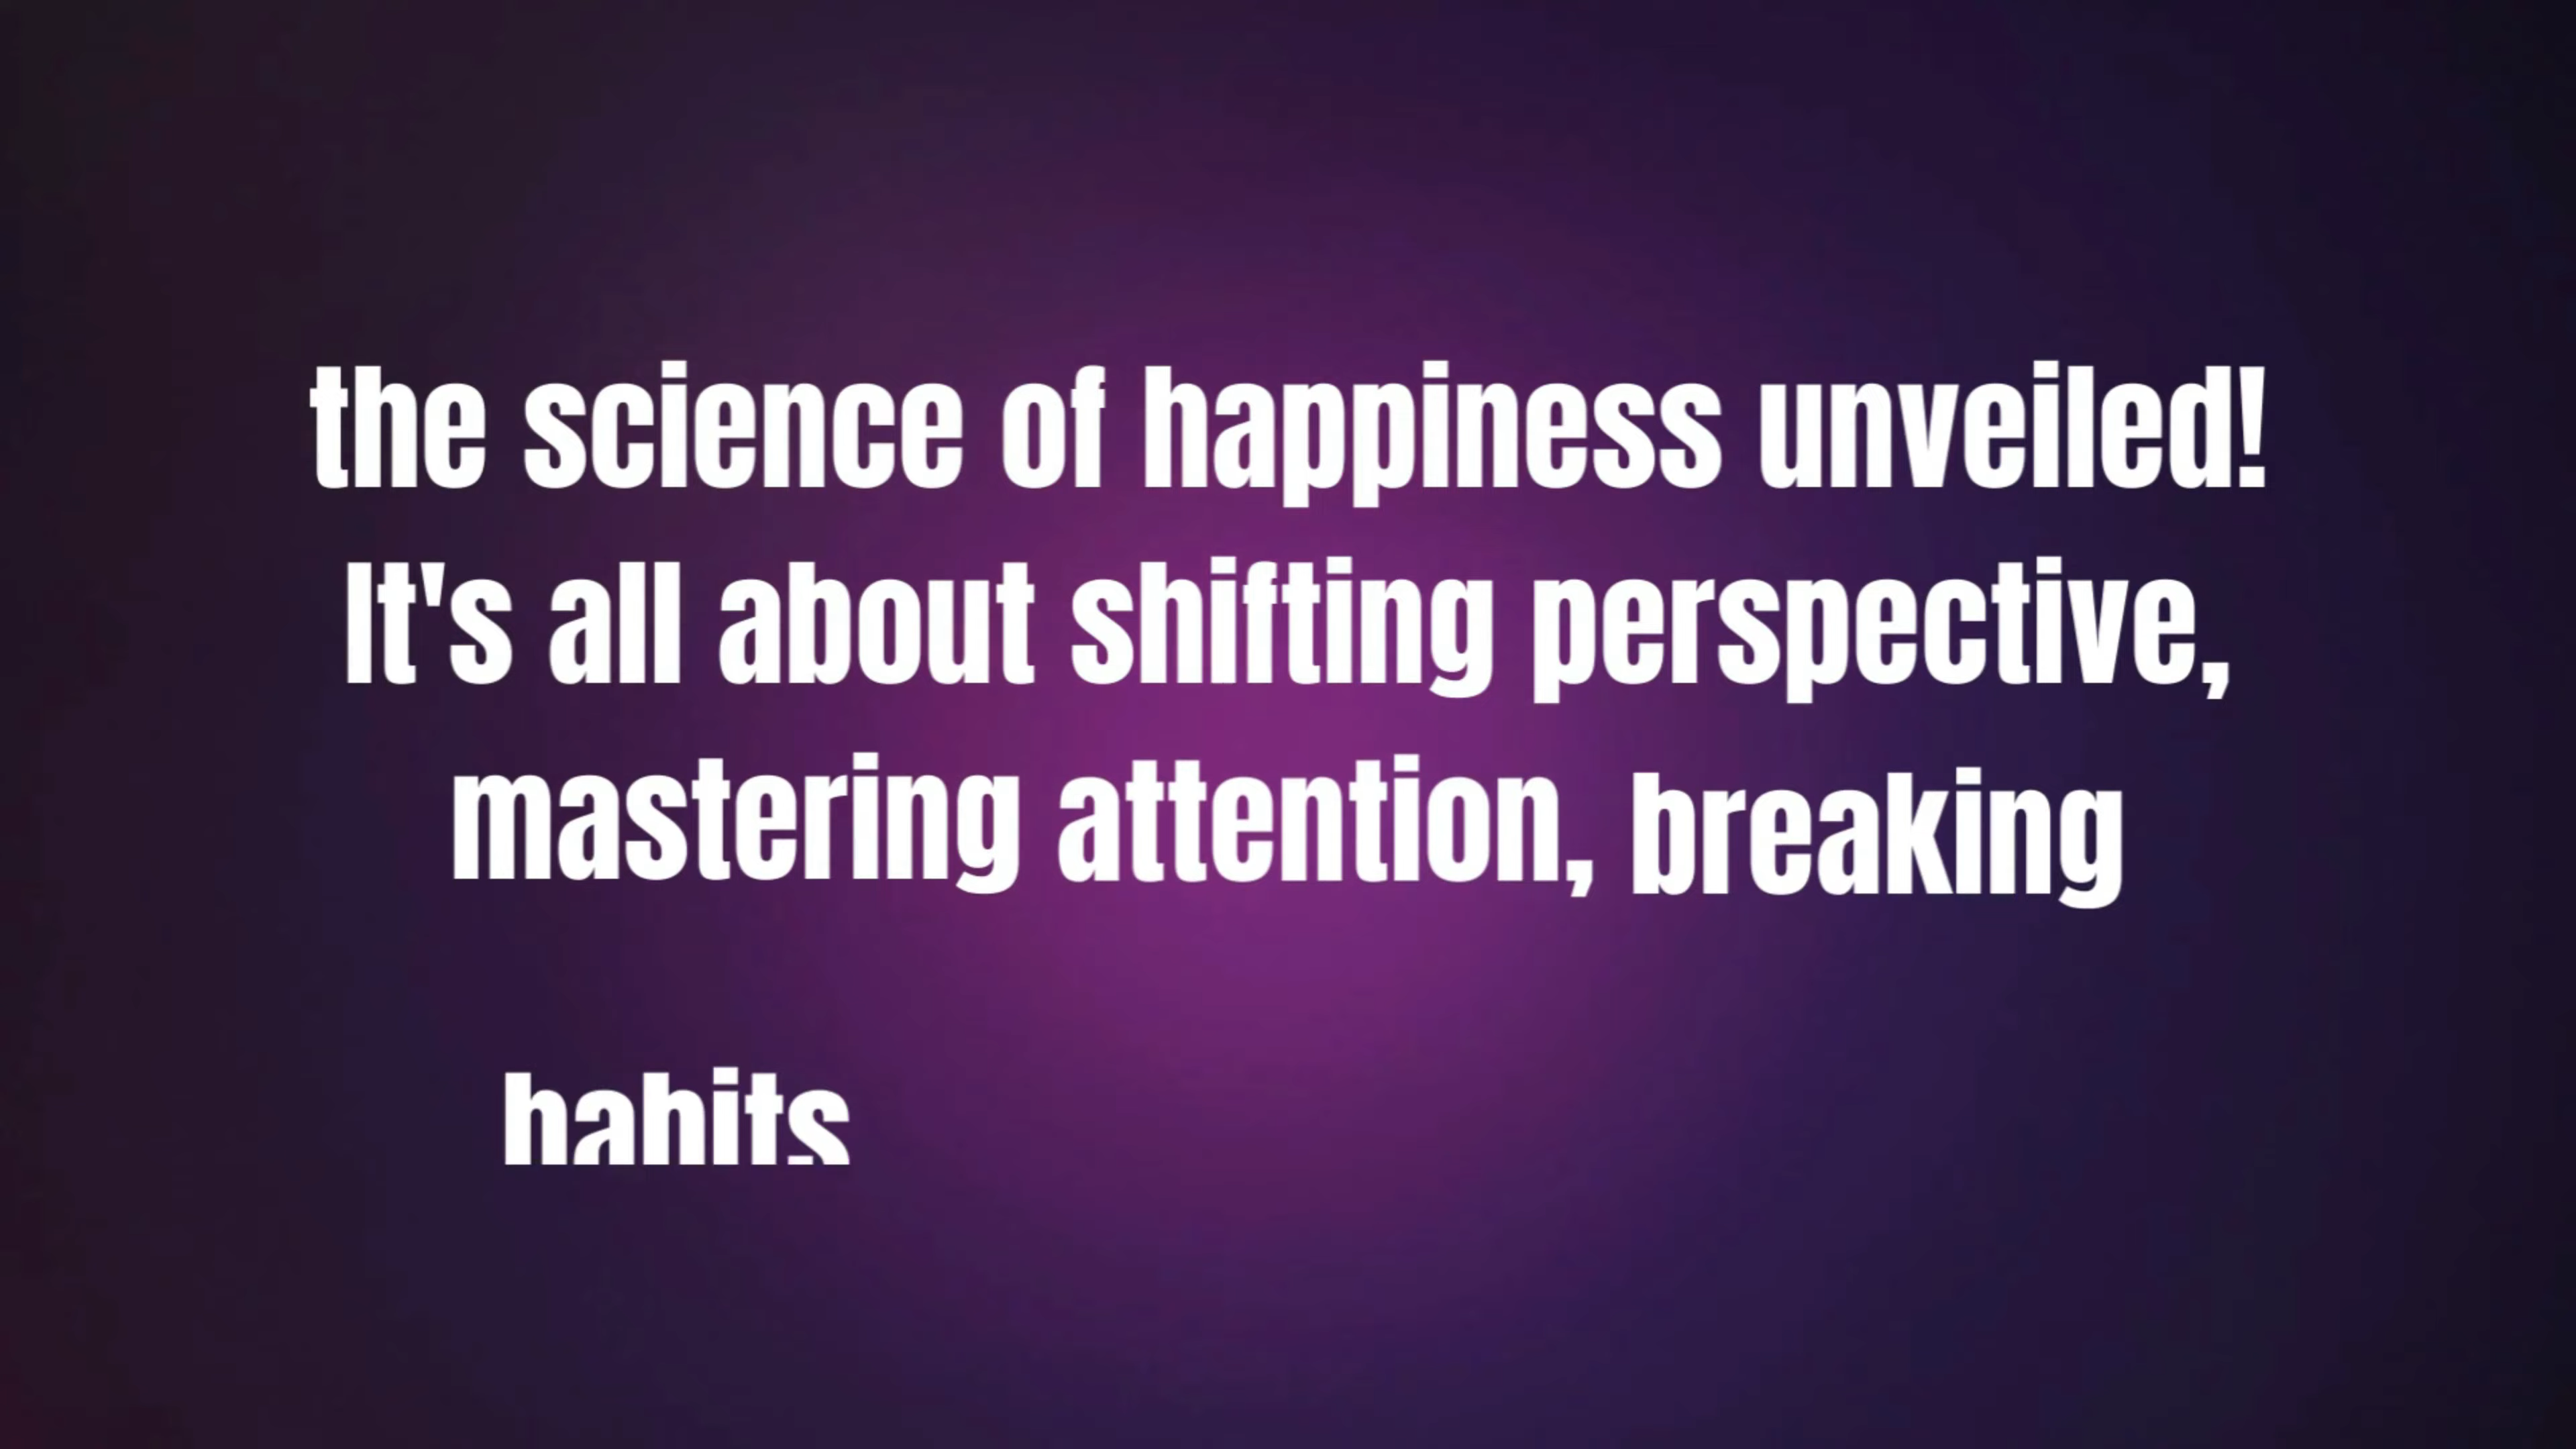 the science of happiness unveiled!
It's all about shifting perspective,
mastering attention, breaking
habits